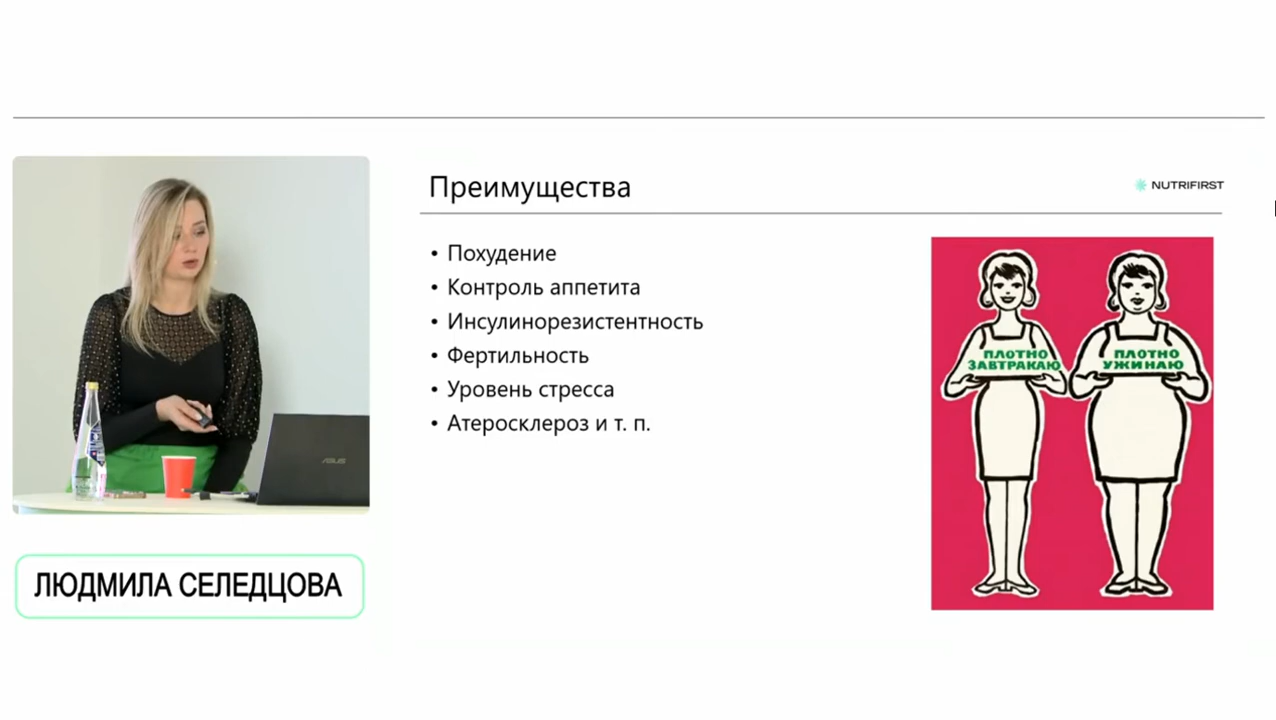 Преимущества
NUTRIFIRST
• Похудение
• Контроль аппетита
• Инсулинорезистентность
• Фертильность
• Уровень стресса
• Атеросклероз и т. п.
ПЛОТНО
ЗАВТРАКАЮ
ПЛОТНО
УЖИНАЮ
ASUS
ЛЮДМИЛА СЕЛЕДЦОВА